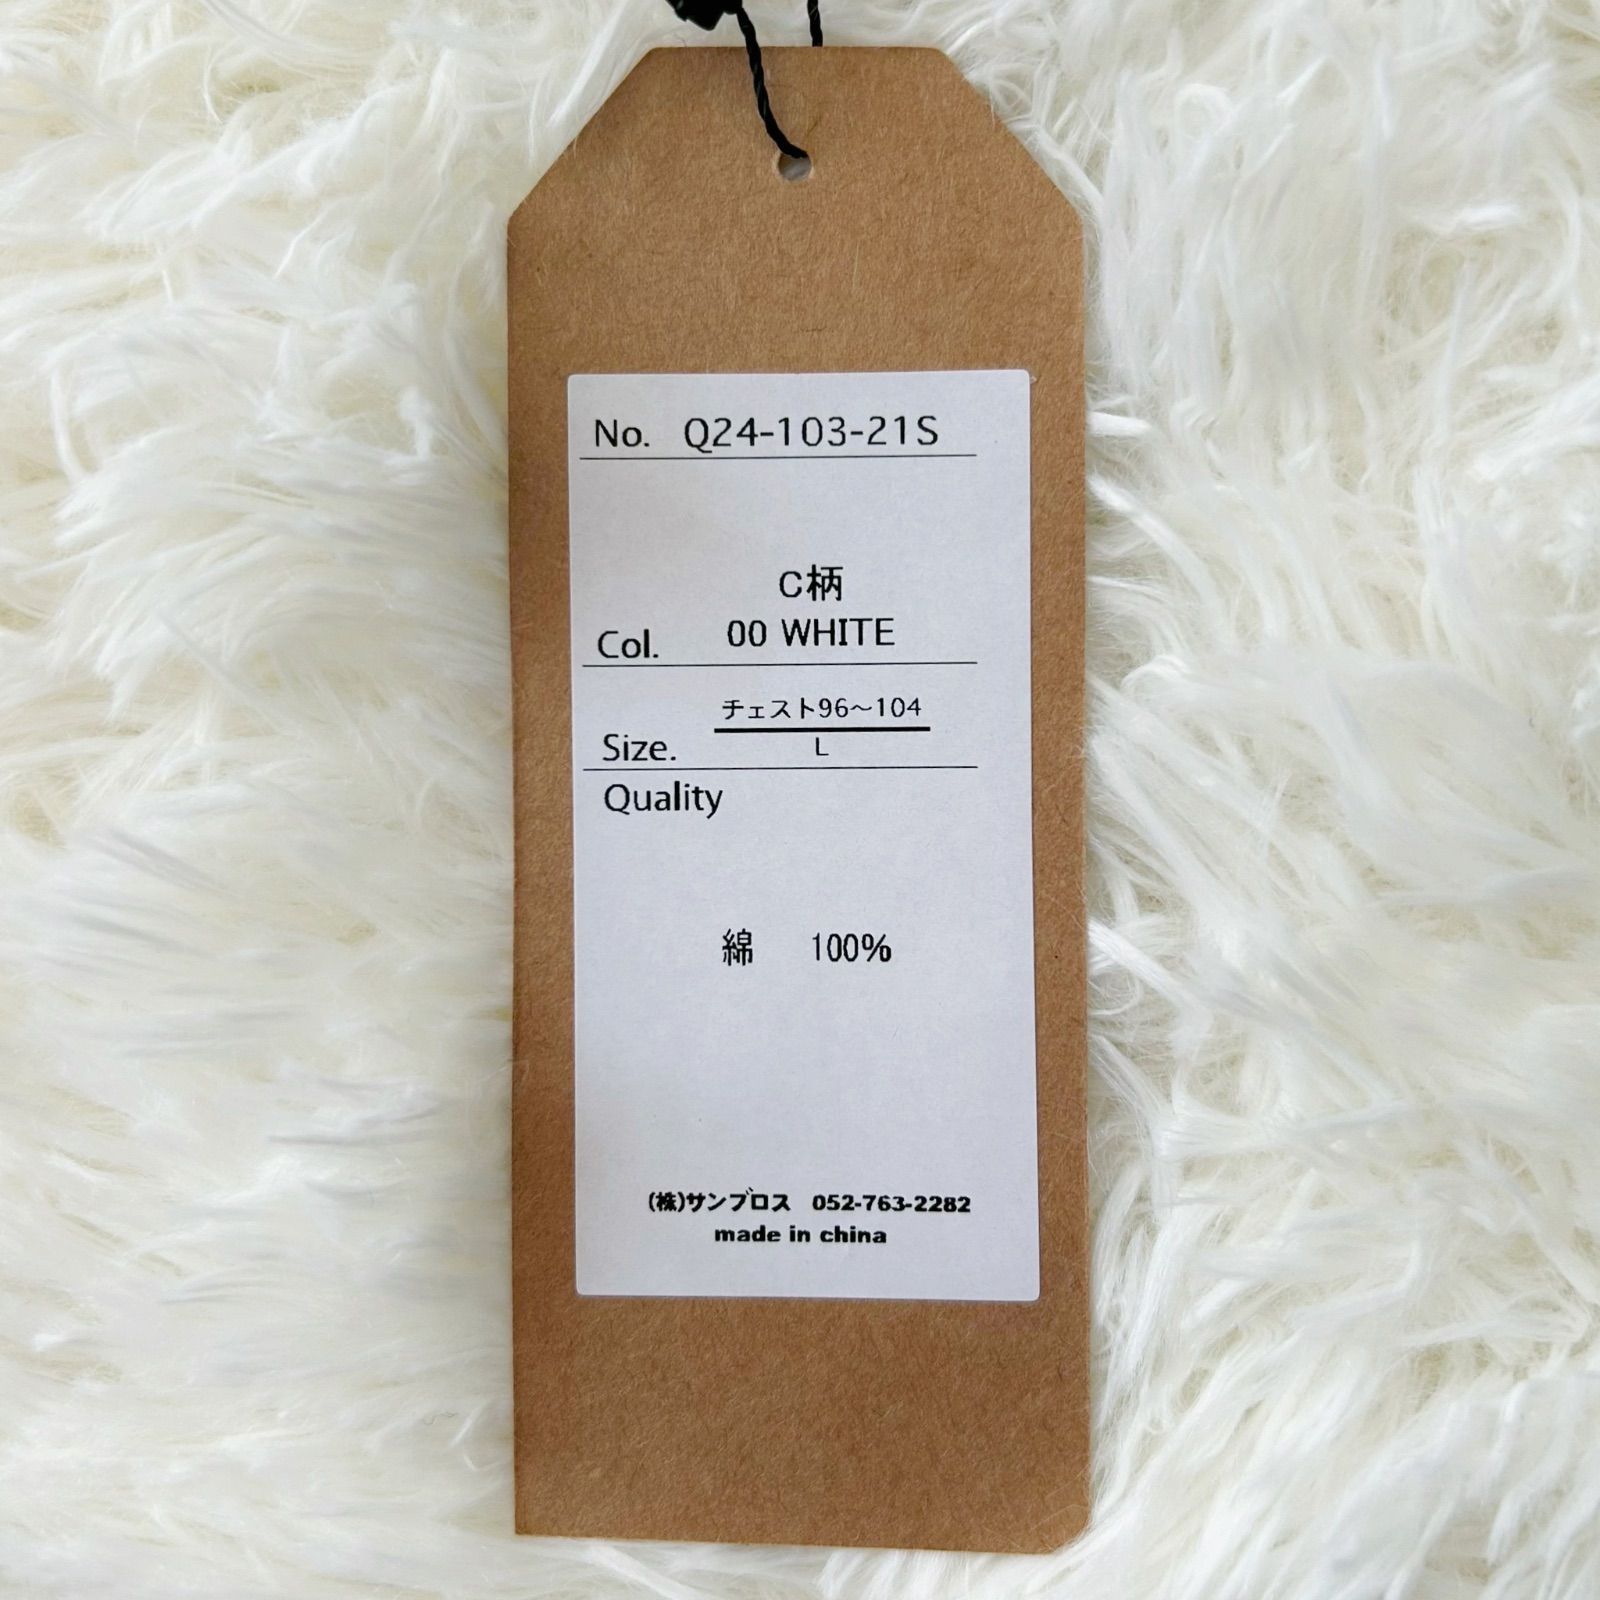 No. Q24-103-21S
C柄
Col. 00 WHITE
チェスト96～104
Size. L
Quality
綿 100%
(株)サンブロス 052-763-2282
made in china